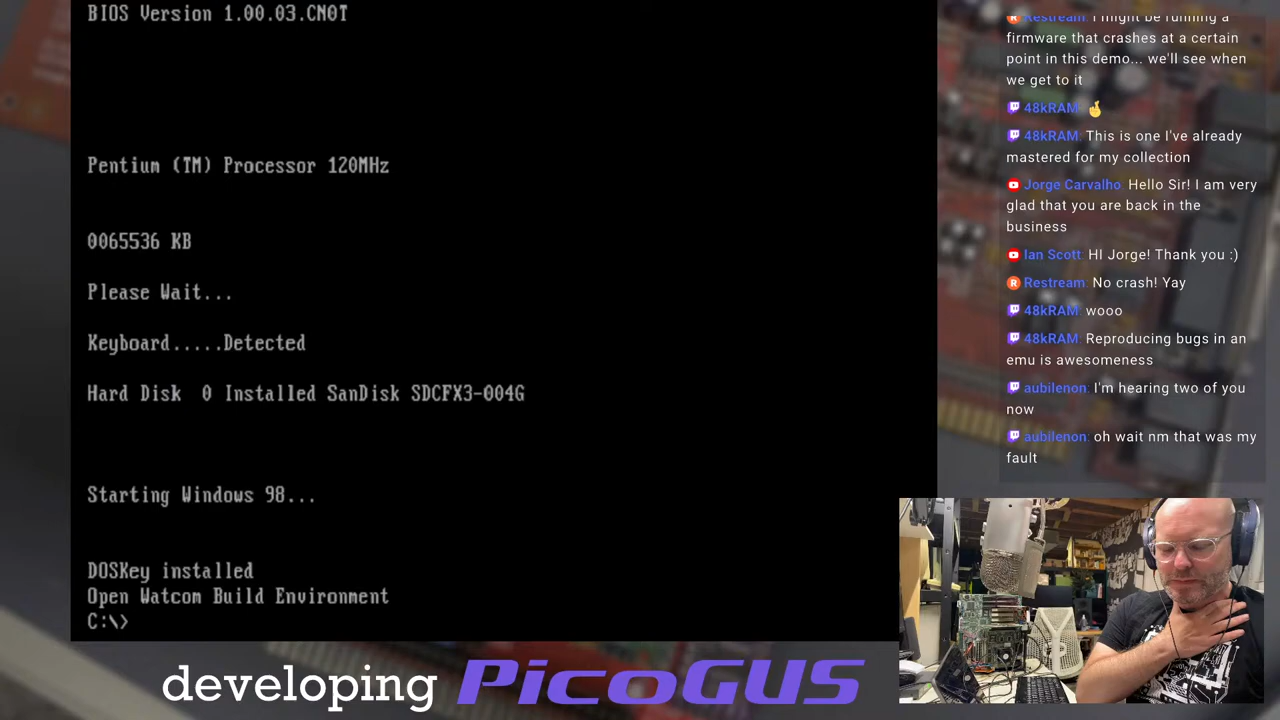 BIOS Version 1.00.03.CN0T
Pentium (TM) Processor 120MHz
0065536 KB
Please Wait...
Keyboard.....Detected
Hard Disk  0 Installed SanDisk SDCFX3-004G
Starting Windows 98...
DOSKey installed
Open Watcom Build Environment
C:\>
Restream: I might be running a
firmware that crashes at a certain
point in this demo... we'll see when
we get to it
48kRAM: 🤞
48kRAM: This is one I've already
mastered for my collection
Jorge Carvalho: Hello Sir! I am very
glad that you are back in the
business
Ian Scott: HI Jorge! Thank you :)
Restream: No crash! Yay
48kRAM: wooo
48kRAM: Reproducing bugs in an
emu is awesomeness
aubilenon: I'm hearing two of you
now
aubilenon: oh wait nm that was my
fault
developing PicoGUS